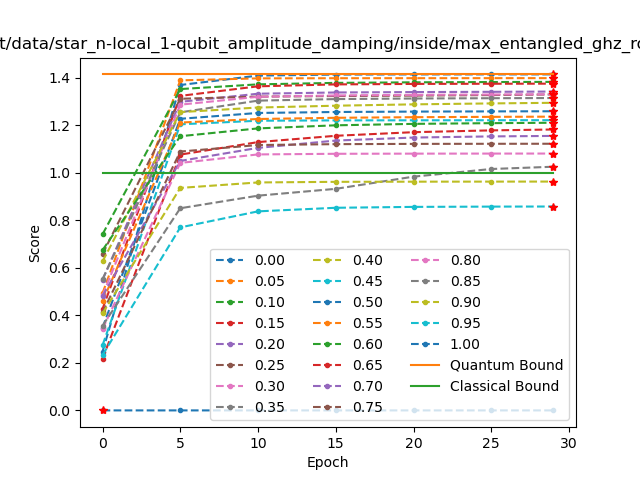 t/data/star_n-local_1-qubit_amplitude_damping/inside/max_entangled_ghz_ro
Score
1.4
1.2
1.0
0.8
0.6
0.4
0.2
0.0
0.00 0.40 0.80
0.05 0.45 0.85
0.10 0.50 0.90
0.15 0.55 0.95
0.20 0.60 1.00
0.25 0.65 Quantum Bound
0.30 0.70 Classical Bound
0.35 0.75
0 5 10 15 20 25 30
Epoch